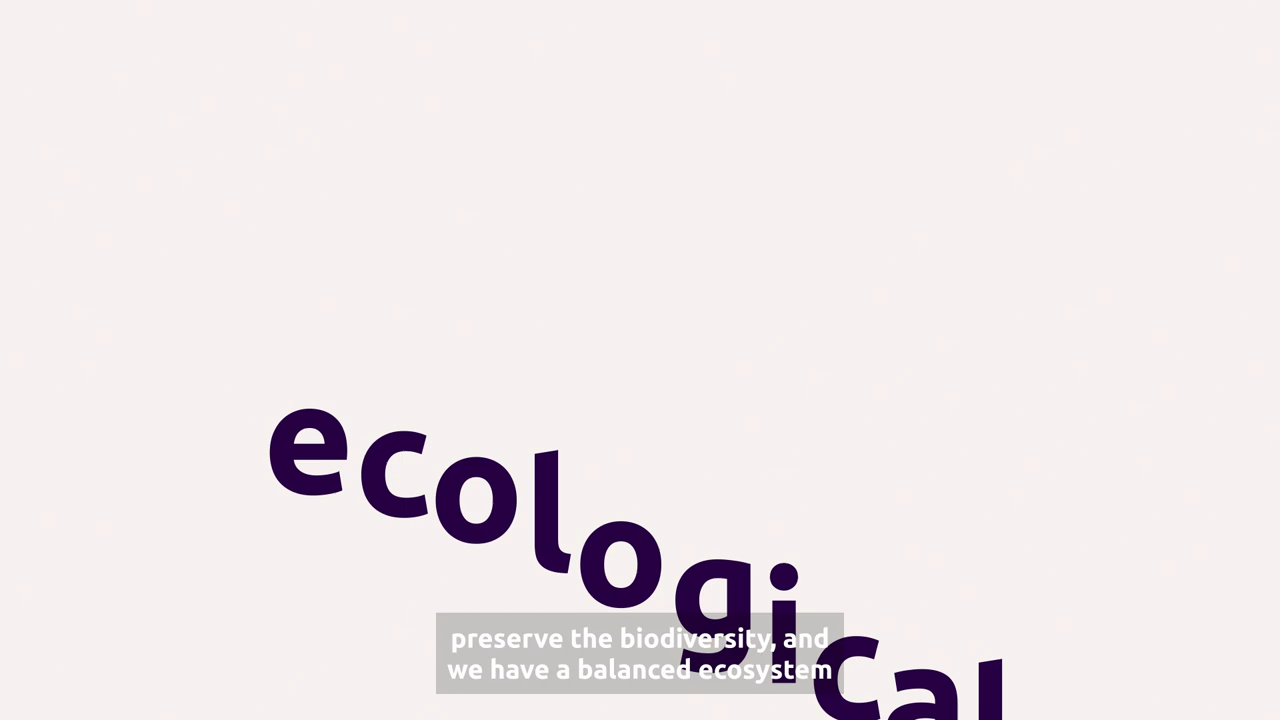 ecological
preserve the biodiversity, and
we have a balanced ecosystem